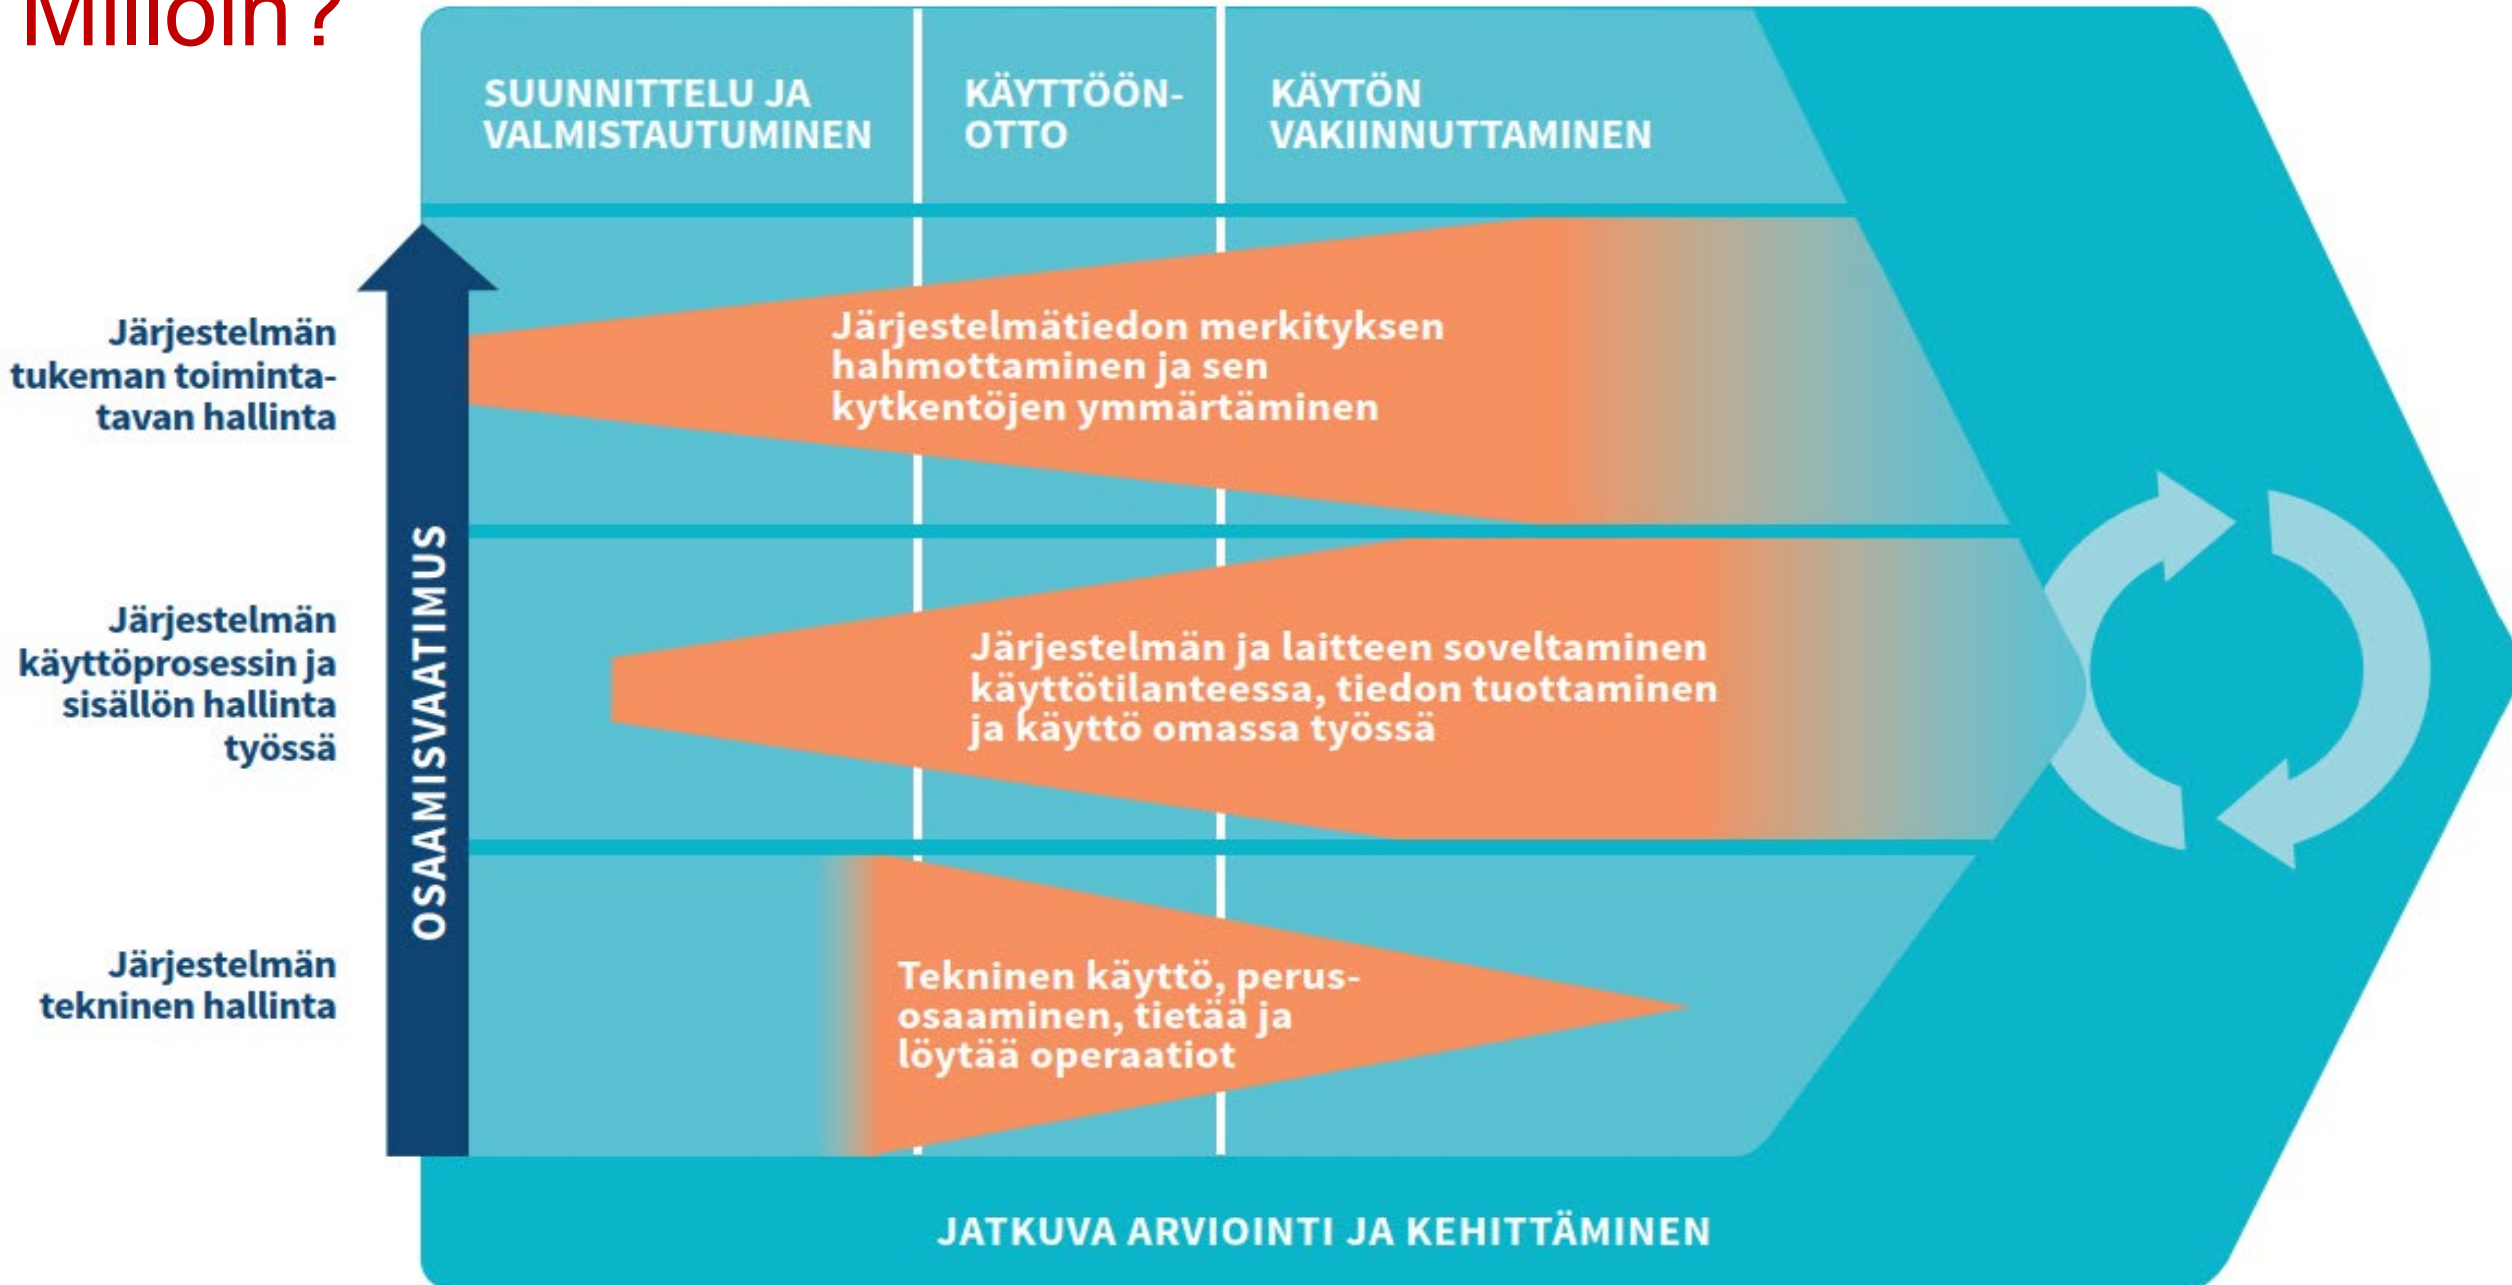 Milloin?
SUUNNITTELU JA
VALMISTAUTUMINEN
KÄYTTÖÖN-
OTTO
KÄYTÖN
VAKIINNUTTAMINEN
OSAAMISVAATIMUS
Järjestelmän
tukeman toiminta-
tavan hallinta
Järjestelmätiedon merkityksen
hahmottaminen ja sen
kytkentöjen ymmärtäminen
Järjestelmän
käyttöprosessin ja
sisällön hallinta
työssä
Järjestelmän ja laitteen soveltaminen
käyttötilanteessa, tiedon tuottaminen
ja käyttö omassa työssä
Järjestelmän
tekninen hallinta
Tekninen käyttö, perus-
osaaminen, tietää ja
löytää operaatiot
JATKUVA ARVIOINTI JA KEHITTÄMINEN